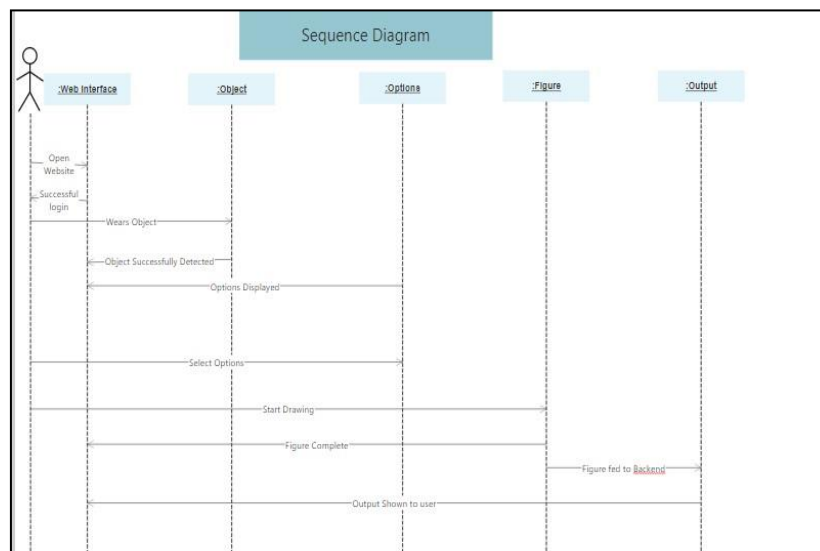 Sequence Diagram
:Web Interface
:Object
:Options
:Figure
:Output
Open
Website
Successful
login
Wears Object
Object Successfully Detected
Options Displayed
Select Options
Start Drawing
Figure Complete
Figure fed to Backend
Output Shown to user